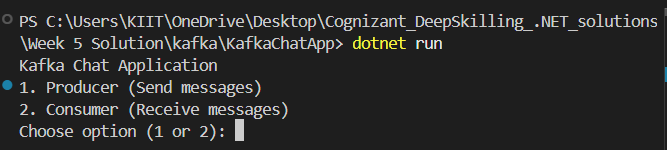 PS C:\Users\KIIT\OneDrive\Desktop\Cognizant_DeepSkilling_.NET_solutions
\Week 5 Solution\kafka\KafkaChatApp> dotnet run
Kafka Chat Application
1. Producer (Send messages)
2. Consumer (Receive messages)
Choose option (1 or 2):